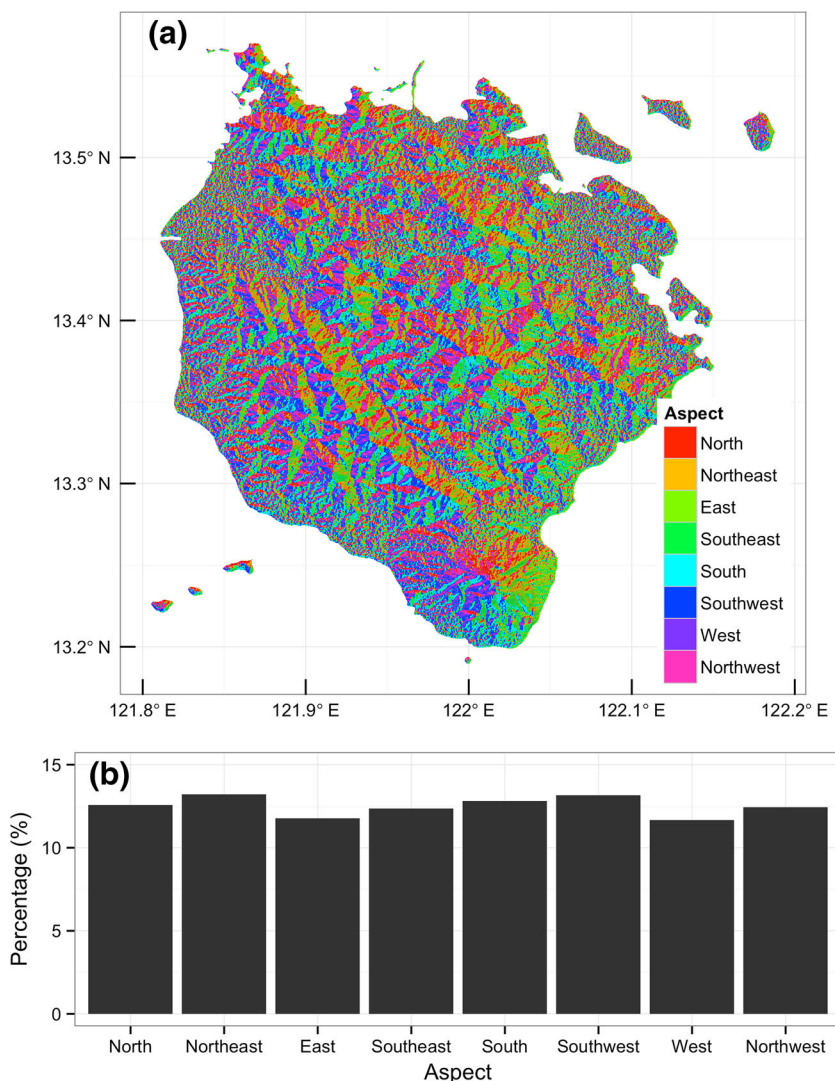 (a)
13.5° N
13.4° N
13.3° N
13.2° N
Aspect
North
Northeast
East
Southeast
South
Southwest
West
Northwest
121.8° E 121.9° E 122° E 122.1° E 122.2° E
(b)
15
10
5
0
Percentage (%)
North Northeast East Southeast South Southwest West Northwest
Aspect